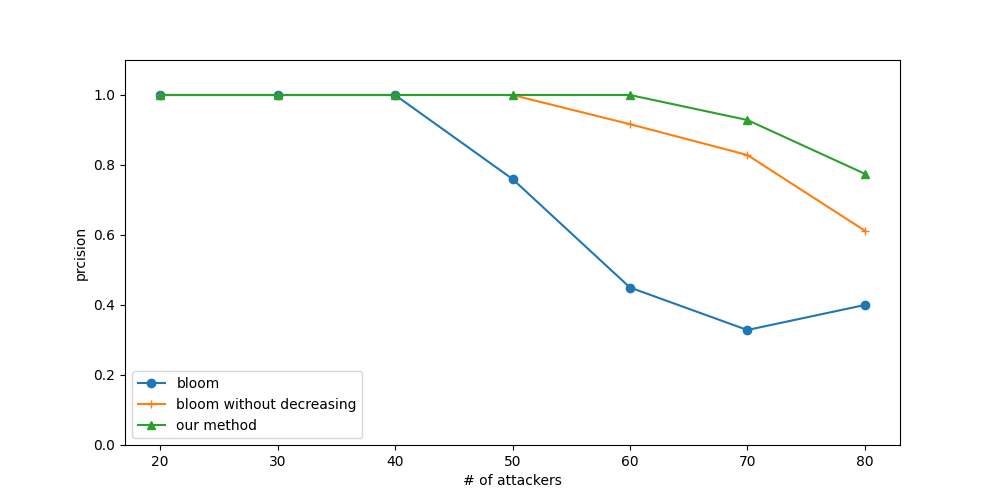 1.0
0.8
0.6
0.4
0.2
0.0
prcision
bloom
bloom without decreasing
our method
20 30 40 50 60 70 80
# of attackers